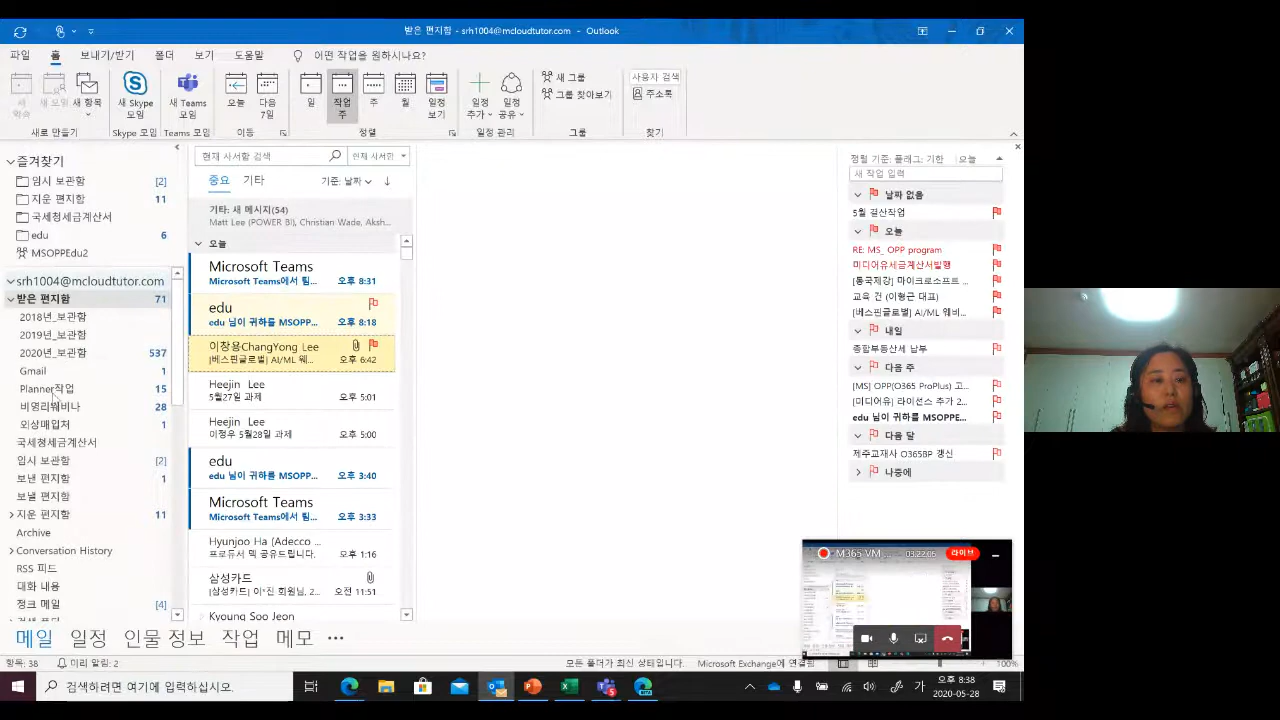 받은 편지함 - srh1004@mcloudtutor.com - Outlook
파일 홈 보내기/받기 폴더 보기 도움말 어떤 작업을 원하시나요?
새 약속
새 모임
새 항목
새 Skype 모임
새 Teams 모임
오늘
다음 7일
일
작업 주
주
월
일정 보기
일정 추가
일정 공유
새 그룹
그룹 찾아보기
사용자 검색
주소록
새로 만들기 Skype 모임 Teams 모임 이동 정렬 일정 관리 그룹 찾기
즐겨찾기
임시 보관함 [2]
지운 편지함 11
국세청세금계산서
edu 6
MSOPPEdu2
srh1004@mcloudtutor.com
받은 편지함 71
2018년_보관함
2019년_보관함
2020년_보관함 537
Gmail 1
Planner작업 15
비영리웨비나 28
외상매입처 1
국세청세금계산서
임시 보관함 [2]
보낸 편지함 1
보낼 편지함
지운 편지함 11
Archive
Conversation History
RSS 피드
대화 내용
정크 메일 [4]
메일 일정 인물 정보 작업 메모 •••
현재 사서함 검색 현재 사서함
중요 기타 기준: 날짜
기타: 새 메시지(54)
Matt Lee (POWER BI), Christian Wade, Aksh...
오늘
Microsoft Teams
Microsoft Teams에서 팀... 오후 8:31
edu
edu 님이 귀하를 MSOPP... 오후 8:18
이창용ChangYong Lee
[베스핀글로벌] AI/ML 웨... 오후 6:42
Heejin Lee
5월27일 과제 오후 5:01
Heejin Lee
이정우 5월28일 과제 오후 5:00
edu
edu 님이 귀하를 MSOPP... 오후 3:40
Microsoft Teams
Microsoft Teams에서 팀... 오후 3:33
Hyunjoo Ha (Adecco ...
프로듀서 덱 공유드립니다. 오후 1:16
삼성카드
KyoungSoo Jeon
정렬 기준: 플래그: 기한 오늘
새 작업 입력
날짜 없음
5월 결산작업
오늘
RE: MS_ OPP program
미디어유세금계산서발행
[통국제강] 마이크로소프트 ...
교육 건 (이형근 대표)
[베스핀글로벌] AI/ML 웨비...
내일
종합부동산세 납부
다음 주
[MS] OPP(O365 ProPlus) 고...
[미디어유] 라이선스 추가 2...
edu 님이 귀하를 MSOPPE...
다음 달
제주교재사 O365BP 갱신
나중에
M365 VM ... 03:22:06 라이브
항목: 38 미리 알림: 모든 폴더가 최신 상태입니다. Microsoft Exchange에 연결됨 100%
검색하려면 여기에 입력하십시오.
가
오후 8:38
2020-05-28